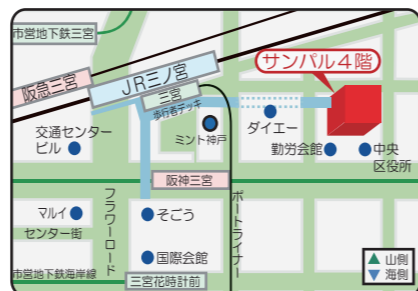 市営地下鉄三宮
阪急三宮
JR三ノ宮
三宮
歩行者デッキ
サンパル4階
交通センター
ビル
ミント神戸
ダイエー
勤労会館
中央
区役所
阪神三宮
マルイ
センター街
フラワーロード
そごう
ポートライナー
国際会館
市営地下鉄海岸線
三宮花時計前
▲山側
▼海側